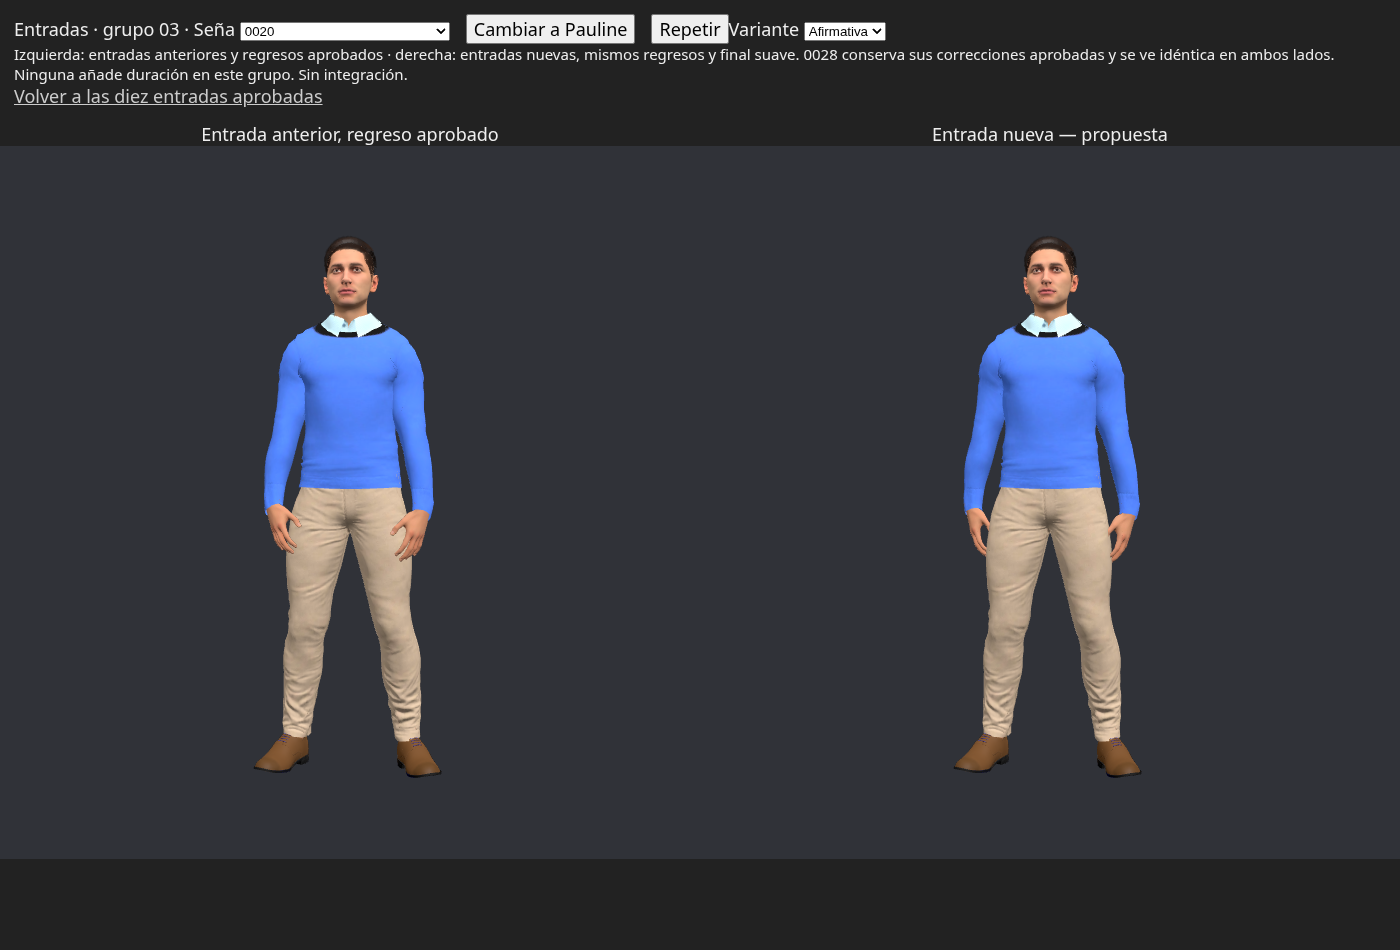 Entradas · grupo 03 · Seña 0020 Cambiar a Pauline Repetir Variante Afirmativa
Izquierda: entradas anteriores y regresos aprobados · derecha: entradas nuevas, mismos regresos y final suave. 0028 conserva sus correcciones aprobadas y se ve idéntica en ambos lados.
Ninguna añade duración en este grupo. Sin integración.
Volver a las diez entradas aprobadas
Entrada anterior, regreso aprobado
Entrada nueva — propuesta